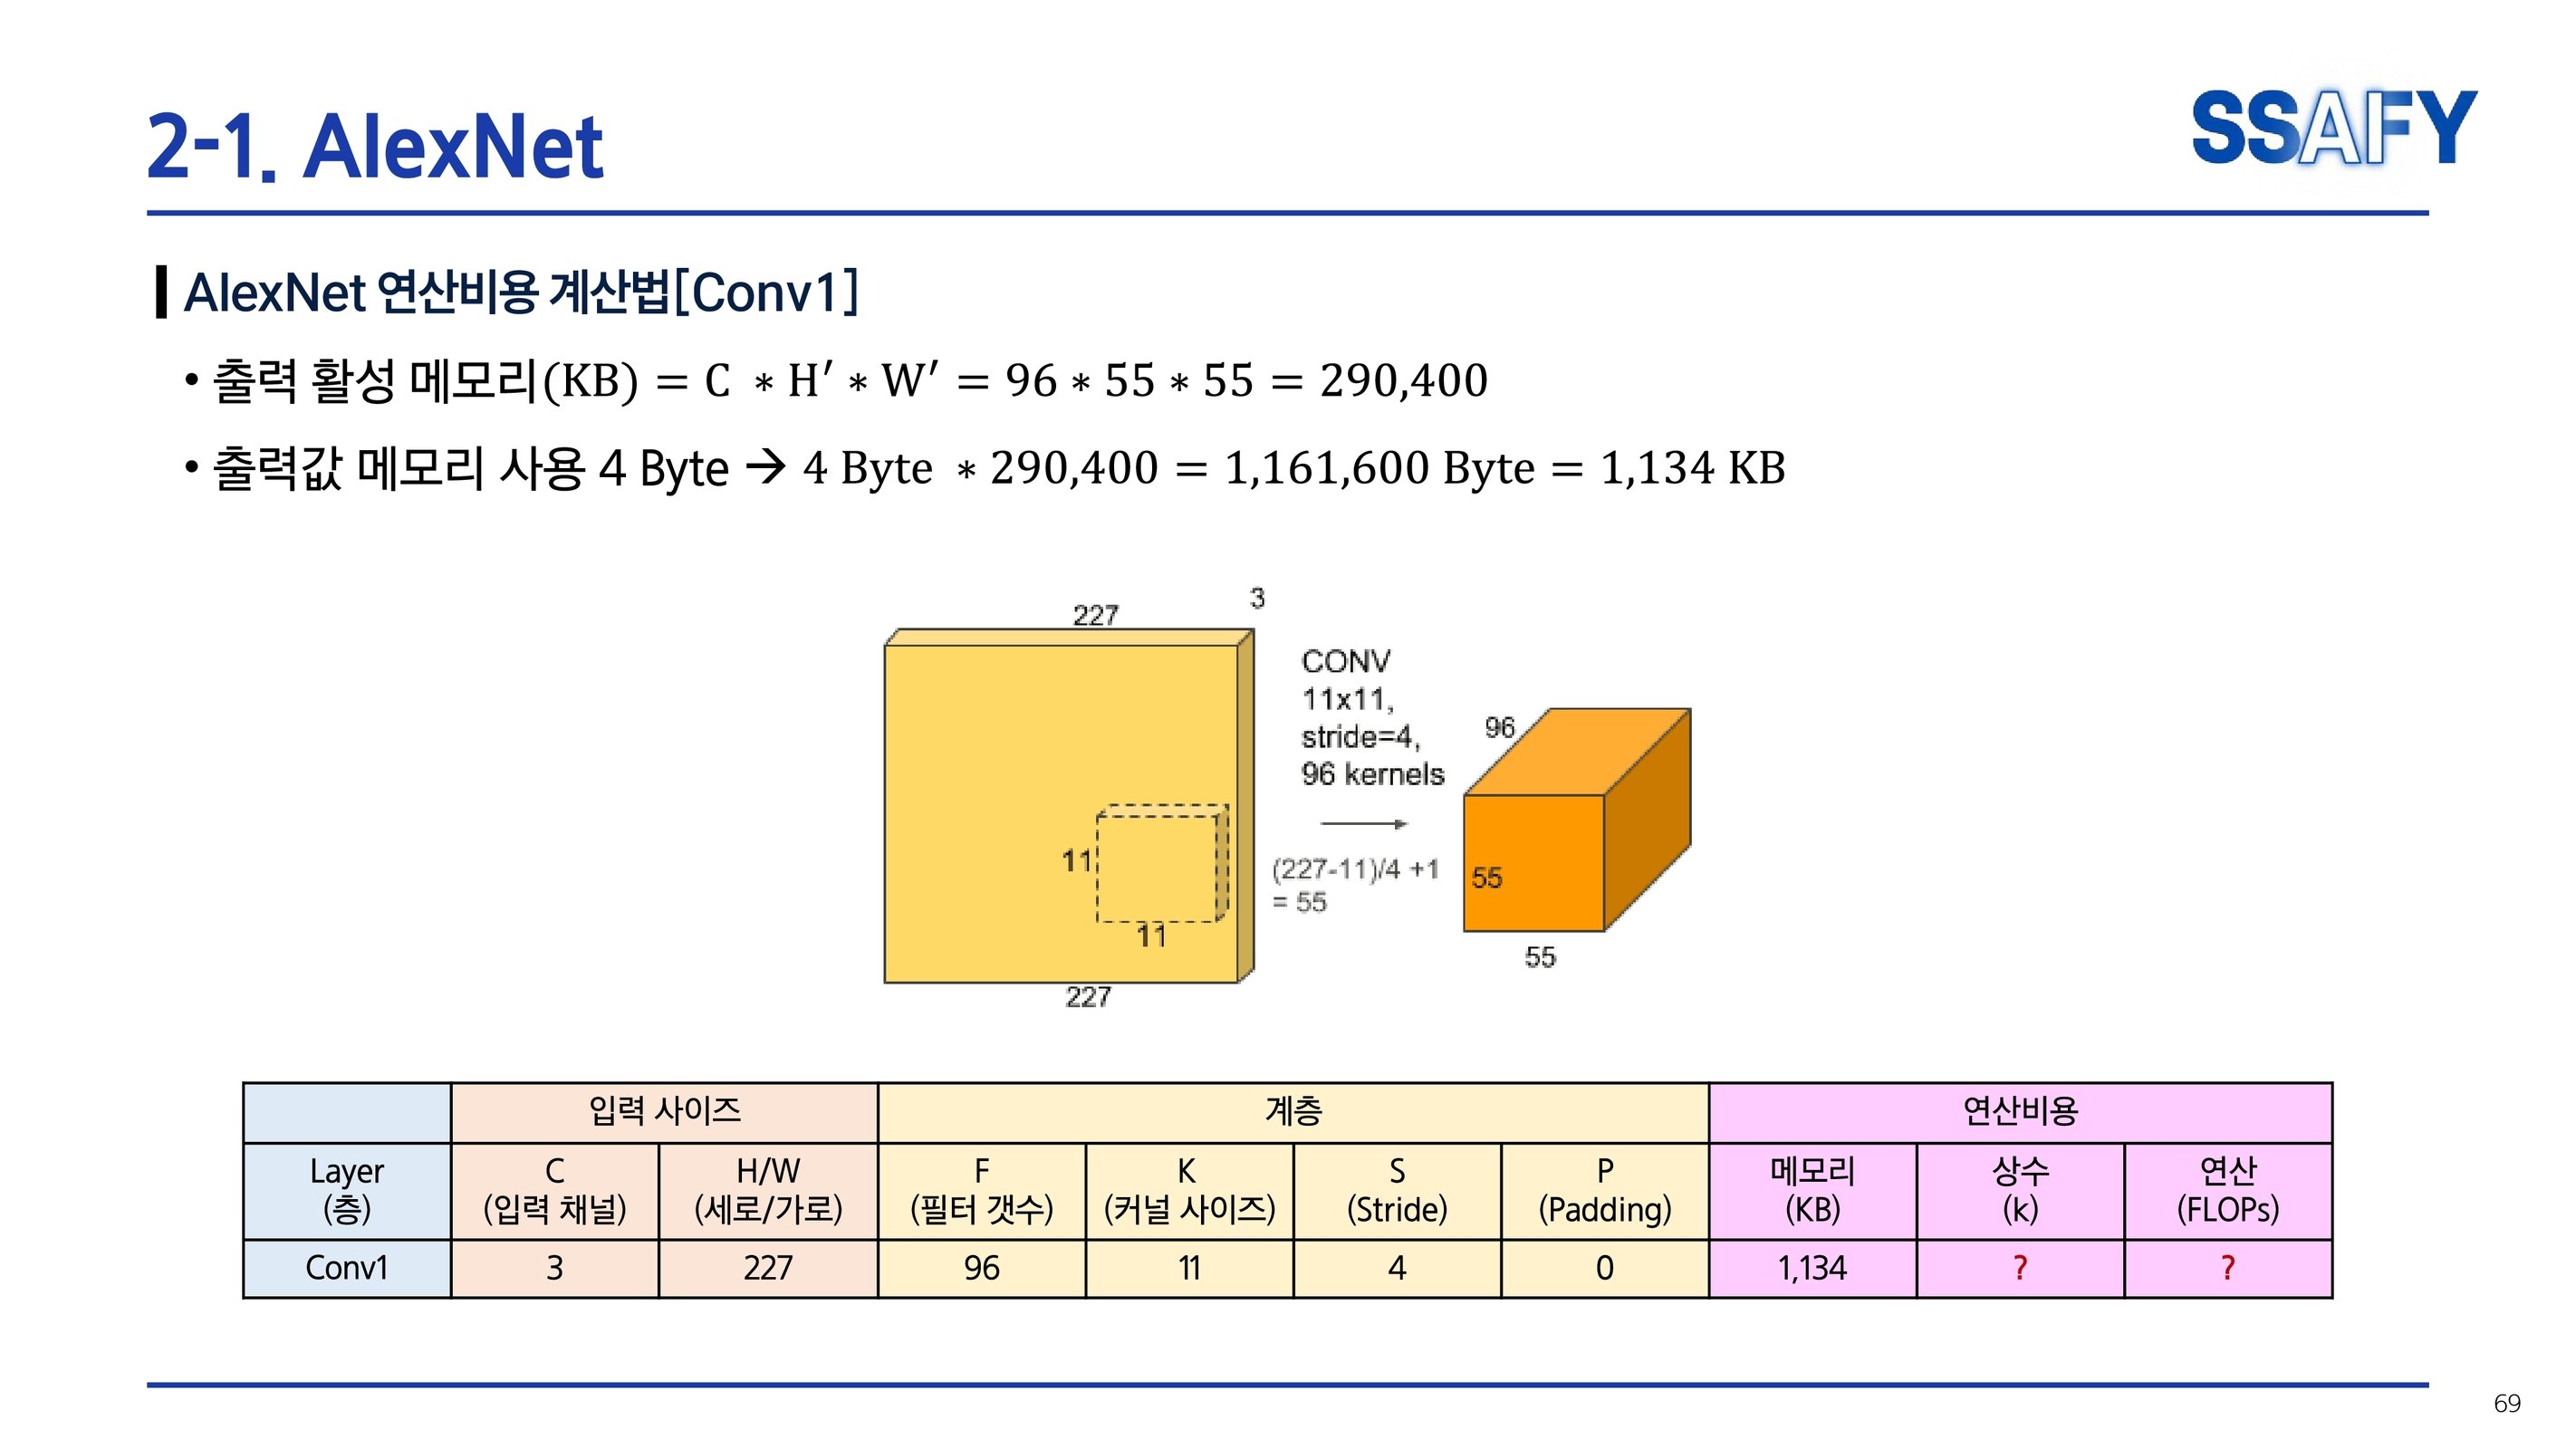 2-1. AlexNet
SSAFY
AlexNet 연산비용 계산법[Conv1]
• 출력 활성 메모리(KB) = C ∗ H′ ∗ W′ = 96 ∗ 55 ∗ 55 = 290,400
• 출력값 메모리 사용 4 Byte → 4 Byte ∗ 290,400 = 1,161,600 Byte = 1,134 KB
227
3
11
11
227
CONV
11x11,
stride=4,
96 kernels
(227-11)/4 +1
= 55
96
55
55
입력 사이즈 계층 연산비용
Layer C H/W F K S P 메모리 상수 연산
(층) (입력 채널) (세로/가로) (필터 갯수) (커널 사이즈) (Stride) (Padding) (KB) (k) (FLOPs)
Conv1 3 227 96 11 4 0 1,134 ? ?
69